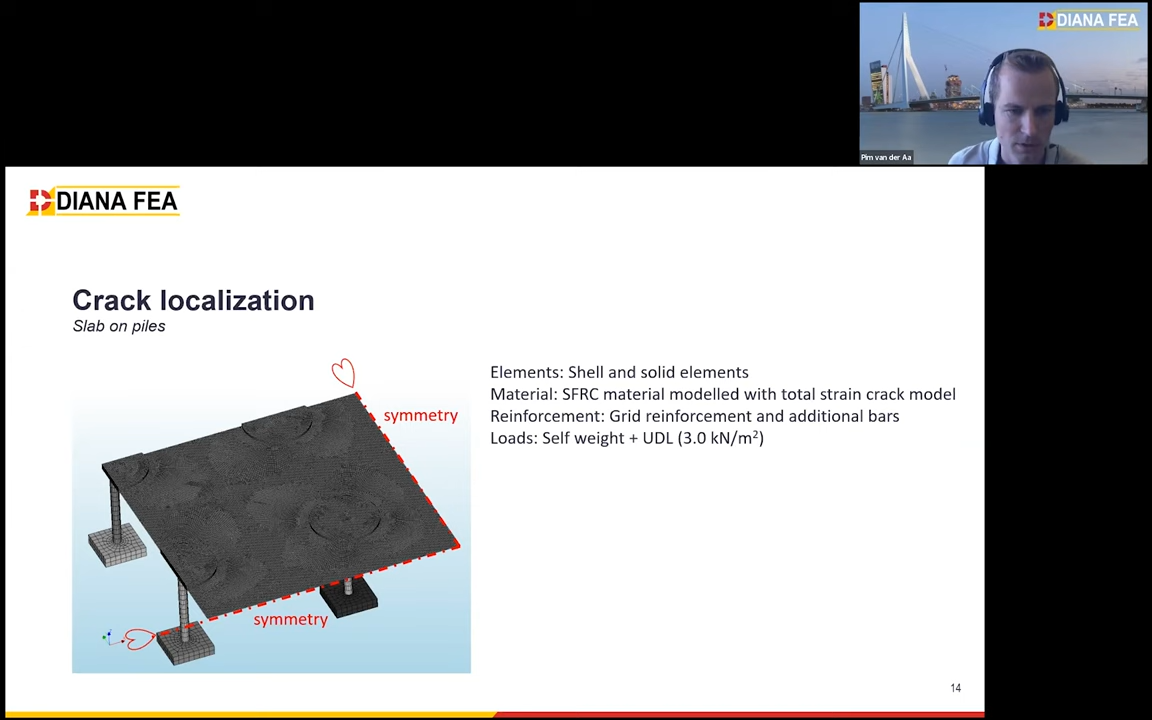 DIANA FEA
Pim van der Aa
DIANA FEA
Crack localization
Slab on piles
symmetry
symmetry
Elements: Shell and solid elements
Material: SFRC material modelled with total strain crack model
Reinforcement: Grid reinforcement and additional bars
Loads: Self weight + UDL (3.0 kN/m²)
14